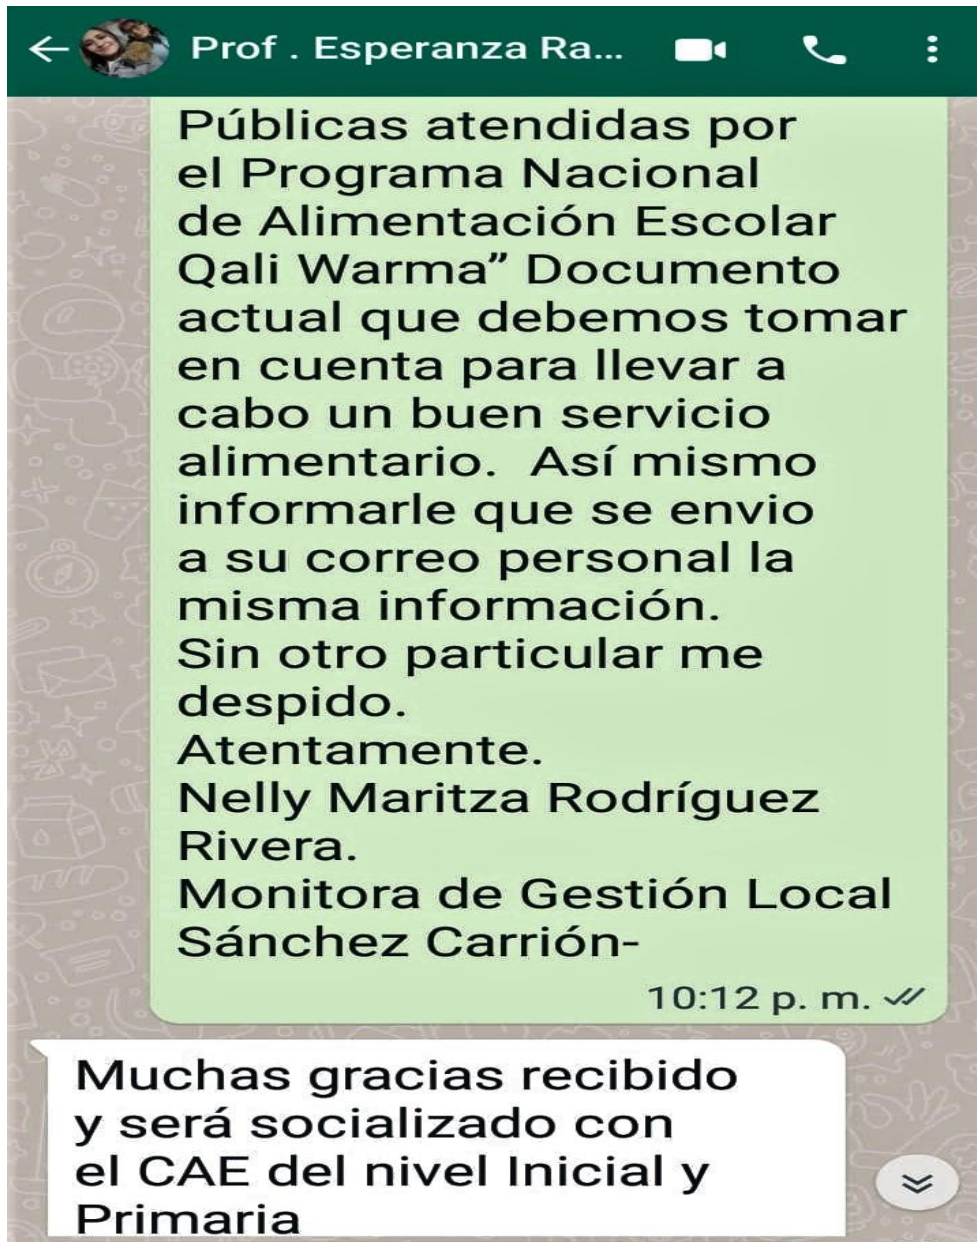 Prof . Esperanza Ra...
Públicas atendidas por
el Programa Nacional
de Alimentación Escolar
Qali Warma” Documento
actual que debemos tomar
en cuenta para llevar a
cabo un buen servicio
alimentario.  Así mismo
informarle que se envio
a su correo personal la
misma información.
Sin otro particular me
despido.
Atentamente.
Nelly Maritza Rodríguez
Rivera.
Monitora de Gestión Local
Sánchez Carrión-
10:12 p. m.
Muchas gracias recibido
y será socializado con
el CAE del nivel Inicial y
Primaria